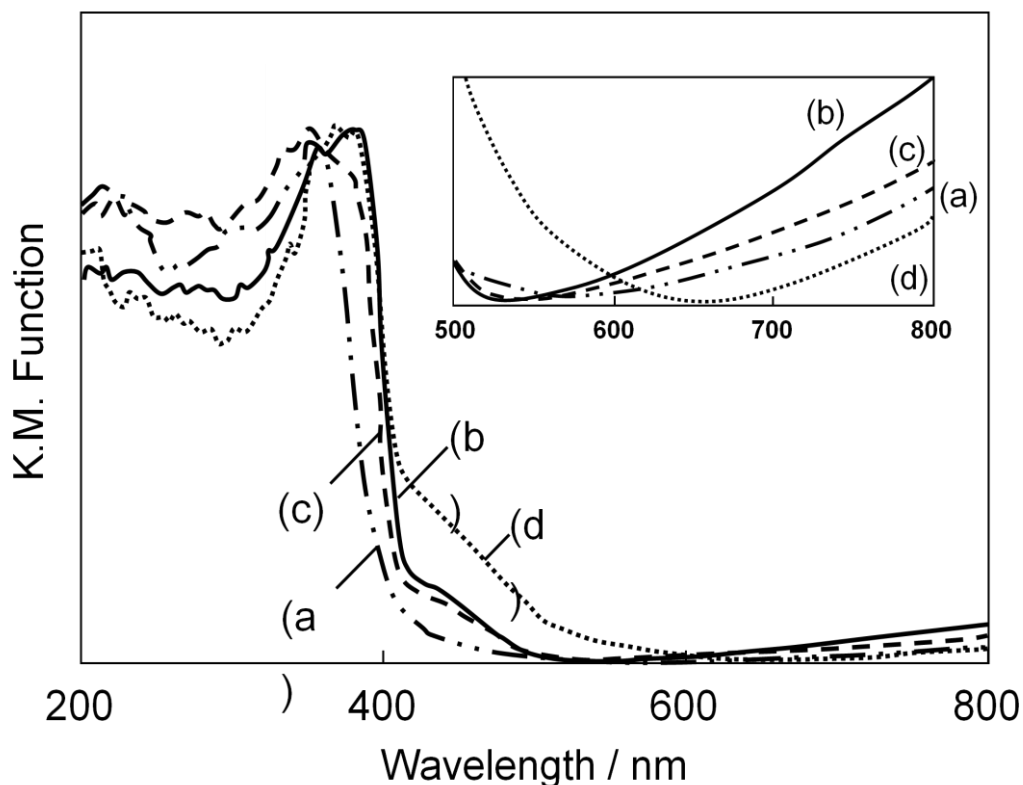 K.M. Function
(b)
(c)
(a)
(d)
500 600 700 800
(b
)
(c)
(d
)
(a
)
200 400 600 800
Wavelength / nm